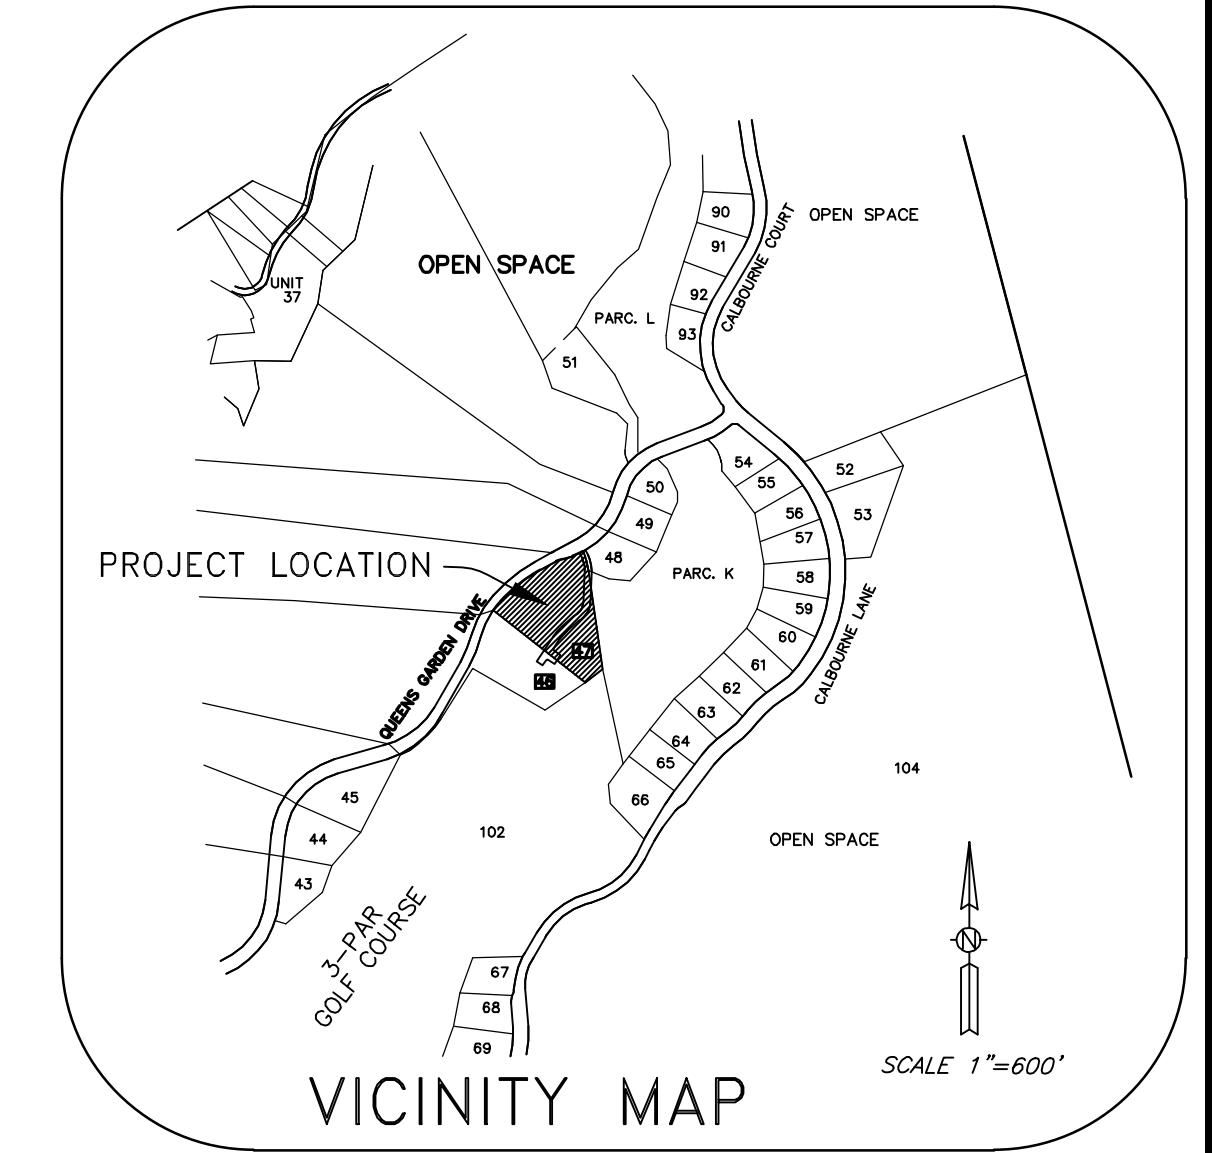 90
OPEN SPACE
CALBOURNE COURT
91
OPEN SPACE
UNIT
37
92
PARC. L
93
51
54
52
55
50
56
53
49
57
48
PROJECT LOCATION
PARC. K
58
59
QUEENS GARDEN DRIVE
CALBOURNE LANE
60
47
61
46
62
63
64
65
104
45
66
102
44
OPEN SPACE
43
3-PAR
GOLF COURSE
N
67
68
69
SCALE 1"=600'
VICINITY MAP